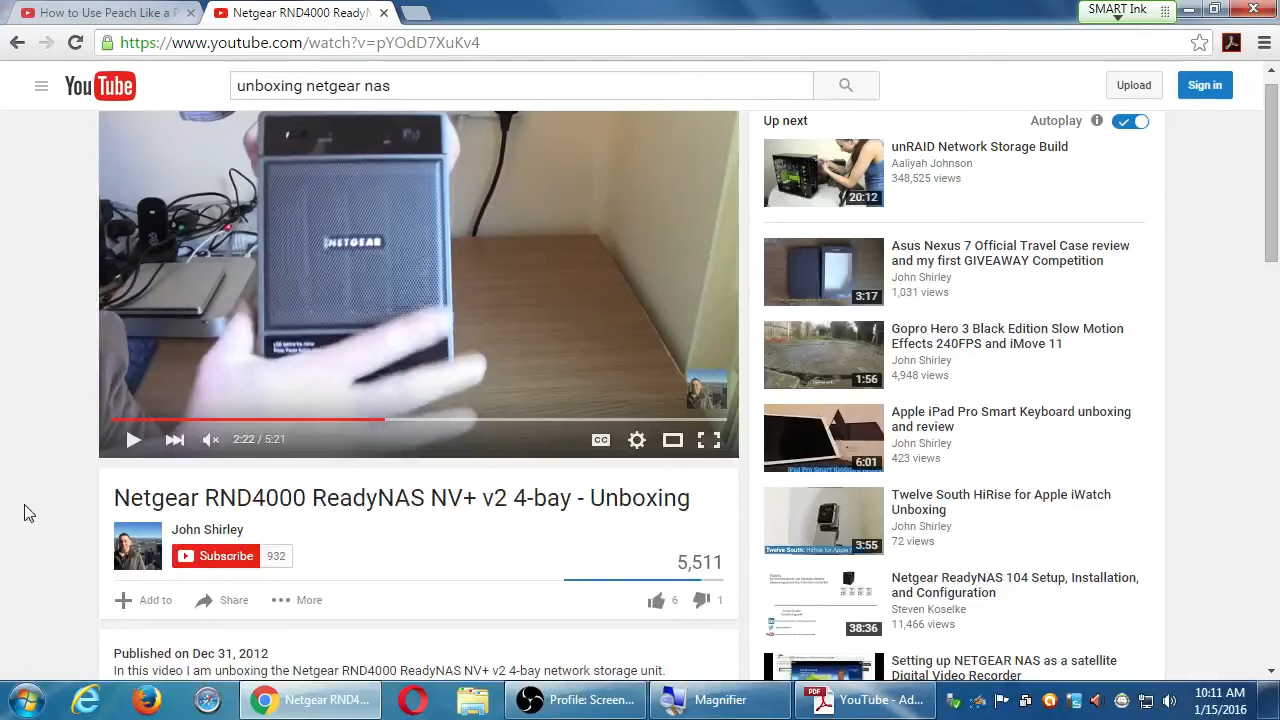 How to Use Peach Like a P
Netgear RND4000 ReadyN
SMART Ink
https://www.youtube.com/watch?v=pYOdD7XuKv4
YouTube
unboxing netgear nas
Upload
Sign in
NETGEAR
2:22 / 5:21
CC
Netgear RND4000 ReadyNAS NV+ v2 4-bay - Unboxing
John Shirley
Subscribe 932
5,511
Add to
Share
More
6
1
Published on Dec 31, 2012
In this video I am unboxing the Netgear RND4000 ReadyNAS NV+ v2 4-bay network storage unit.
Up next
Autoplay
unRAID Network Storage Build
Aaliyah Johnson
348,525 views
20:12
Asus Nexus 7 Official Travel Case review
and my first GIVEAWAY Competition
John Shirley
1,031 views
3:17
Gopro Hero 3 Black Edition Slow Motion
Effects 240FPS and iMove 11
John Shirley
4,948 views
1:56
Apple iPad Pro Smart Keyboard unboxing
and review
John Shirley
423 views
6:01
Twelve South HiRise for Apple iWatch
Unboxing
John Shirley
72 views
3:55
Netgear ReadyNAS 104 Setup, Installation,
and Configuration
Steven Koselke
11,466 views
38:36
Setting up NETGEAR NAS as a satellite
Digital Video Recorder
Netgear RND4...
Profile: Screen...
Magnifier
PDF
YouTube - Ad...
10:11 AM
1/15/2016